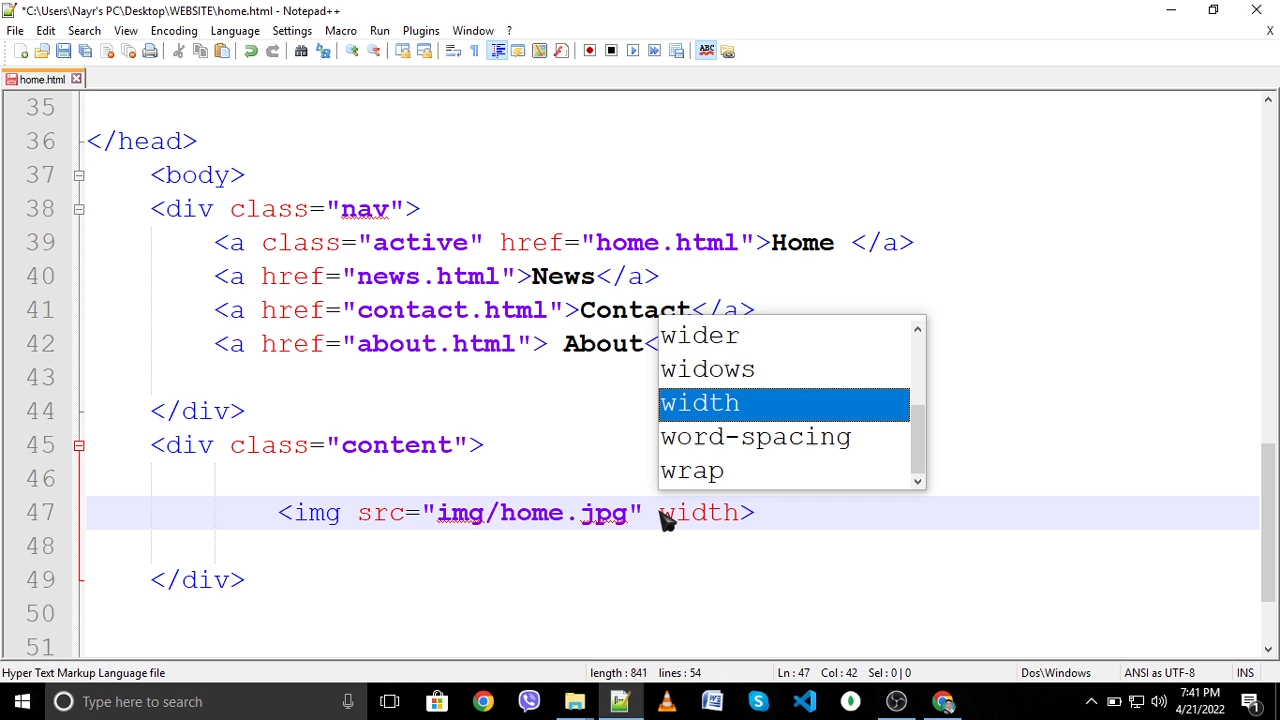 *C:\Users\Nayr's PC\Desktop\WEBSITE\home.html - Notepad++
File Edit Search View Encoding Language Settings Macro Run Plugins Window ? X
home.html
35
36 </head>
37 <body>
38 <div class="nav">
39 <a class="active" href="home.html">Home </a>
40 <a href="news.html">News</a>
41 <a href="contact.html">Contact</a>
42 <a href="about.html"> About<
43
44 </div>
45 <div class="content">
46
47 <img src="img/home.jpg" width>
48
49 </div>
50
51
wider
widows
width
word-spacing
wrap
Hyper Text Markup Language file length : 841 lines : 54 Ln : 47 Col : 42 Sel : 0 | 0 Dos\Windows ANSI as UTF-8 INS
Type here to search
7:41 PM
4/21/2022